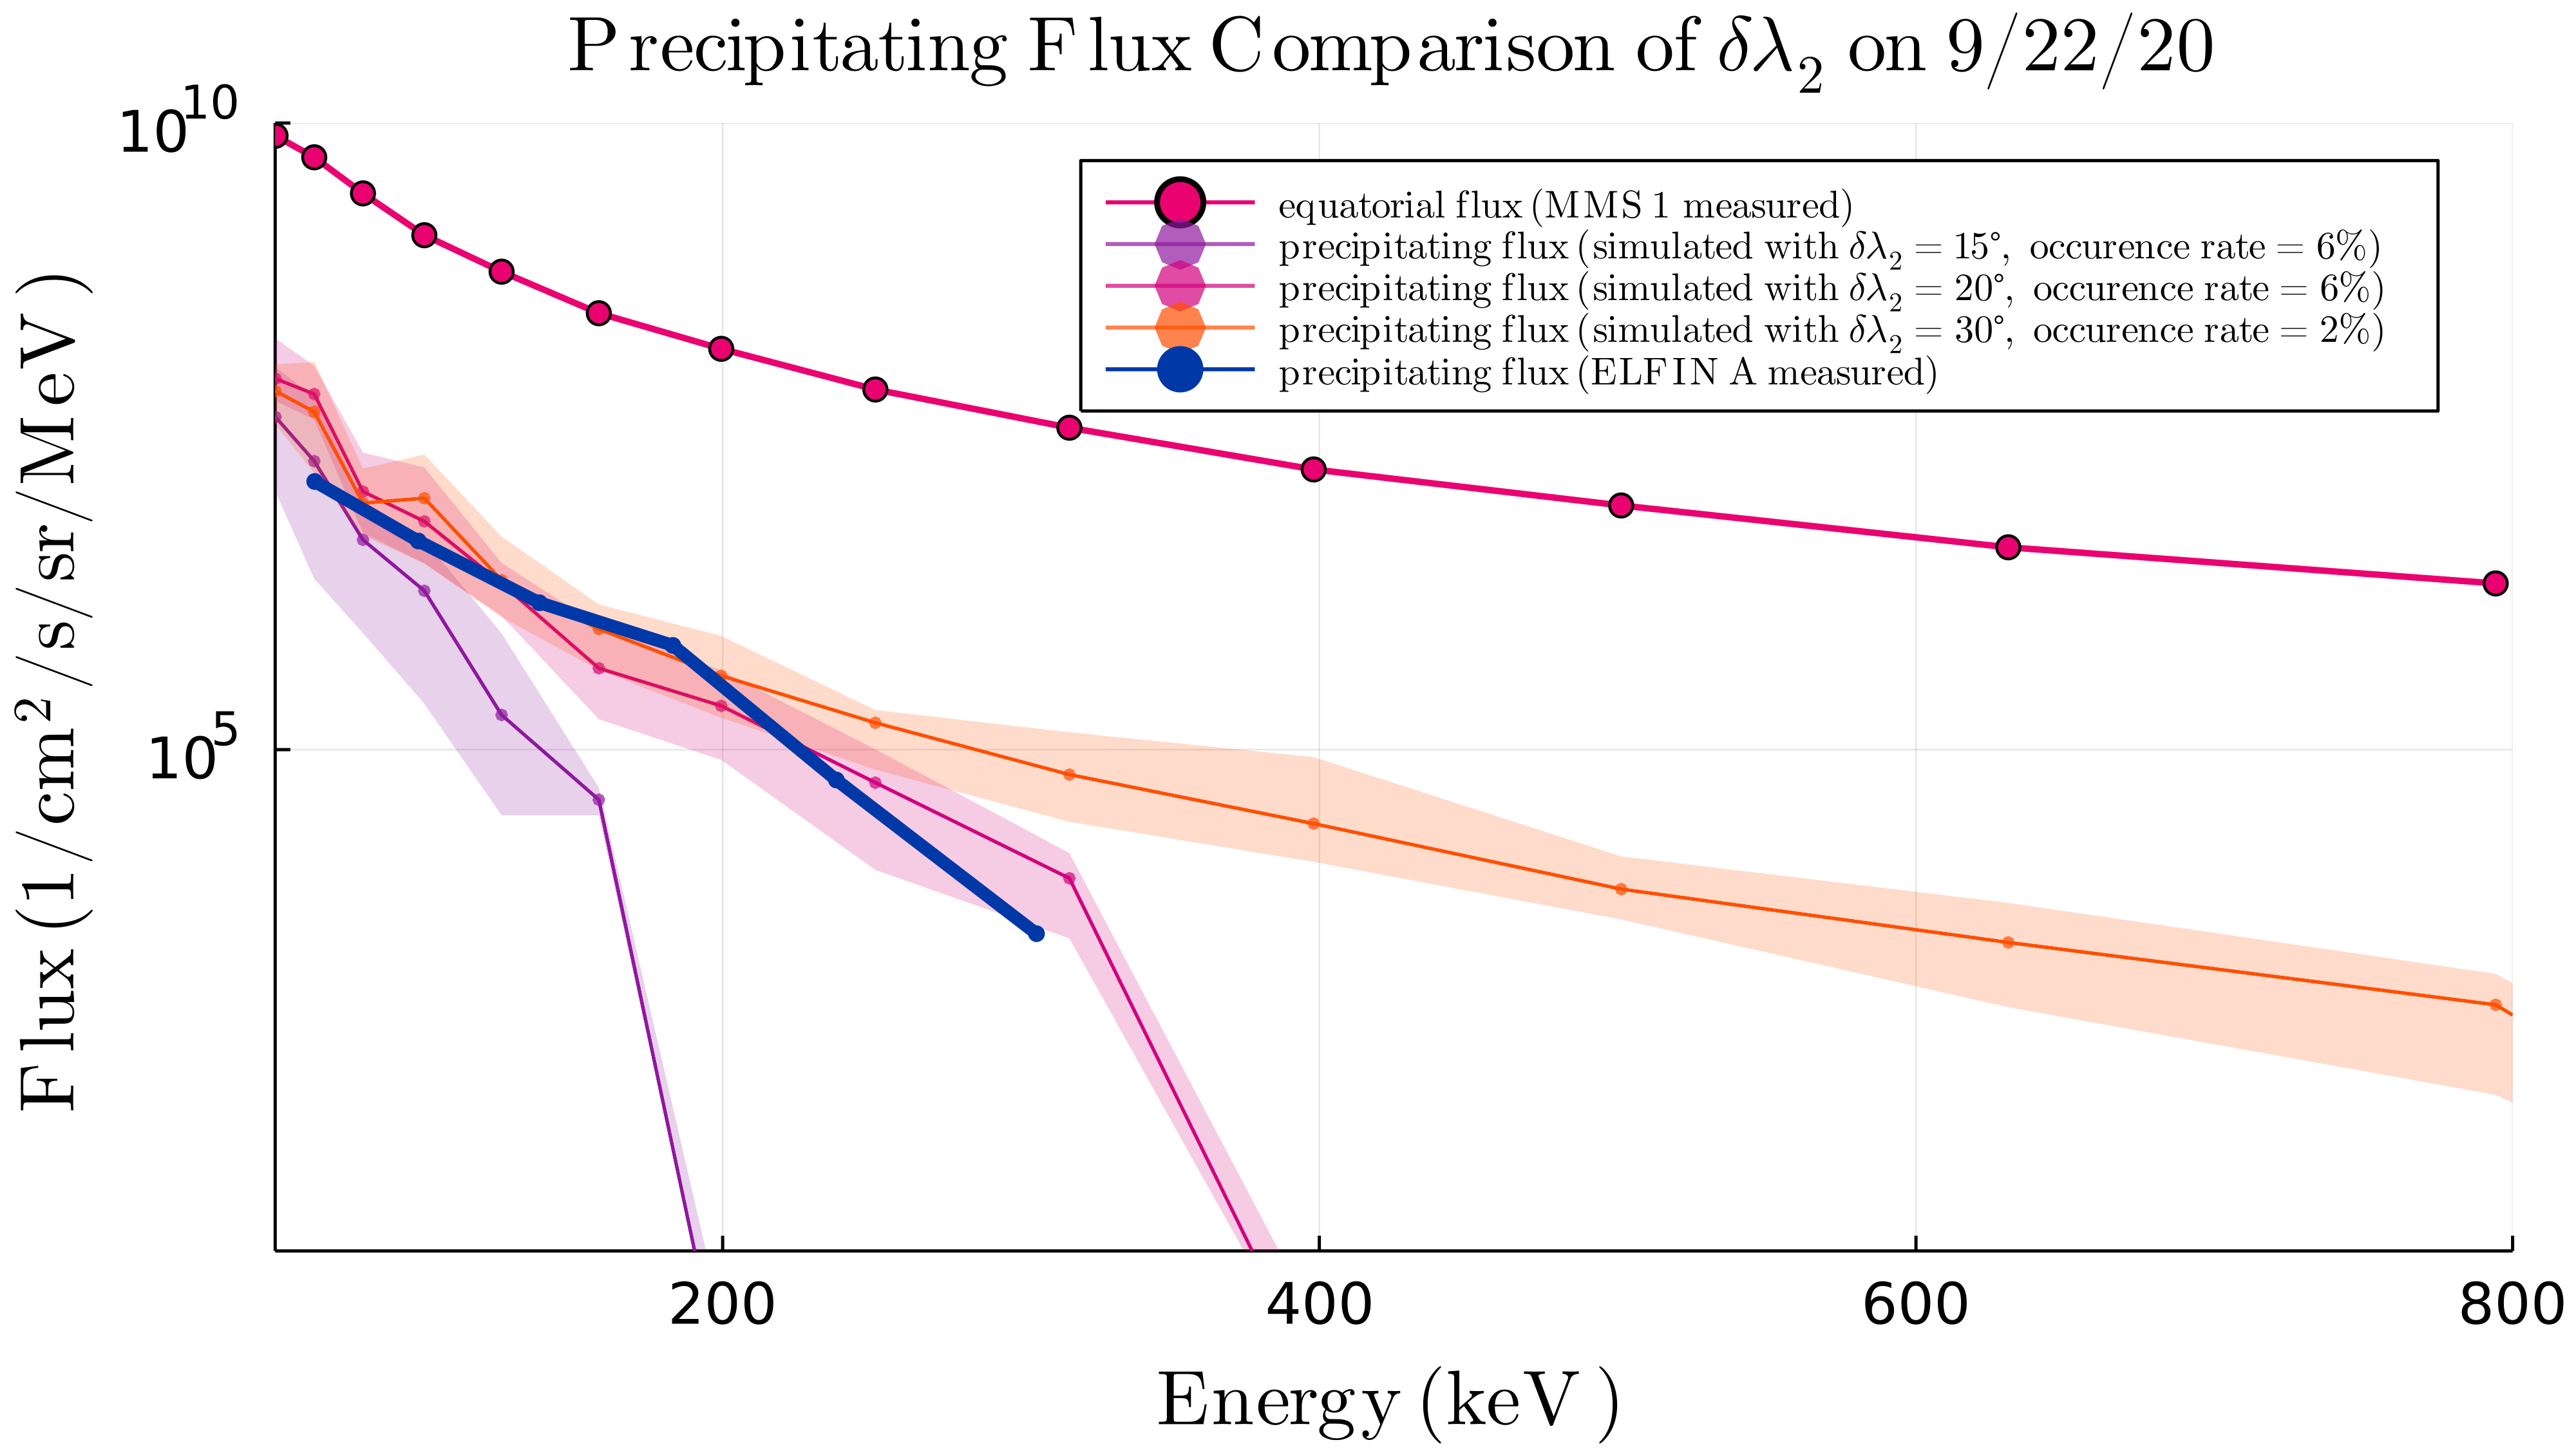 Precipitating Flux Comparison of δλ₂ on 9/22/20
10¹⁰
10⁵
Flux (1/cm²/s/sr/MeV)
equatorial flux (MMS 1 measured)
precipitating flux (simulated with δλ₂ = 15°, occurence rate = 6%)
precipitating flux (simulated with δλ₂ = 20°, occurence rate = 6%)
precipitating flux (simulated with δλ₂ = 30°, occurence rate = 2%)
precipitating flux (ELFIN A measured)
200 400 600 800
Energy (keV)